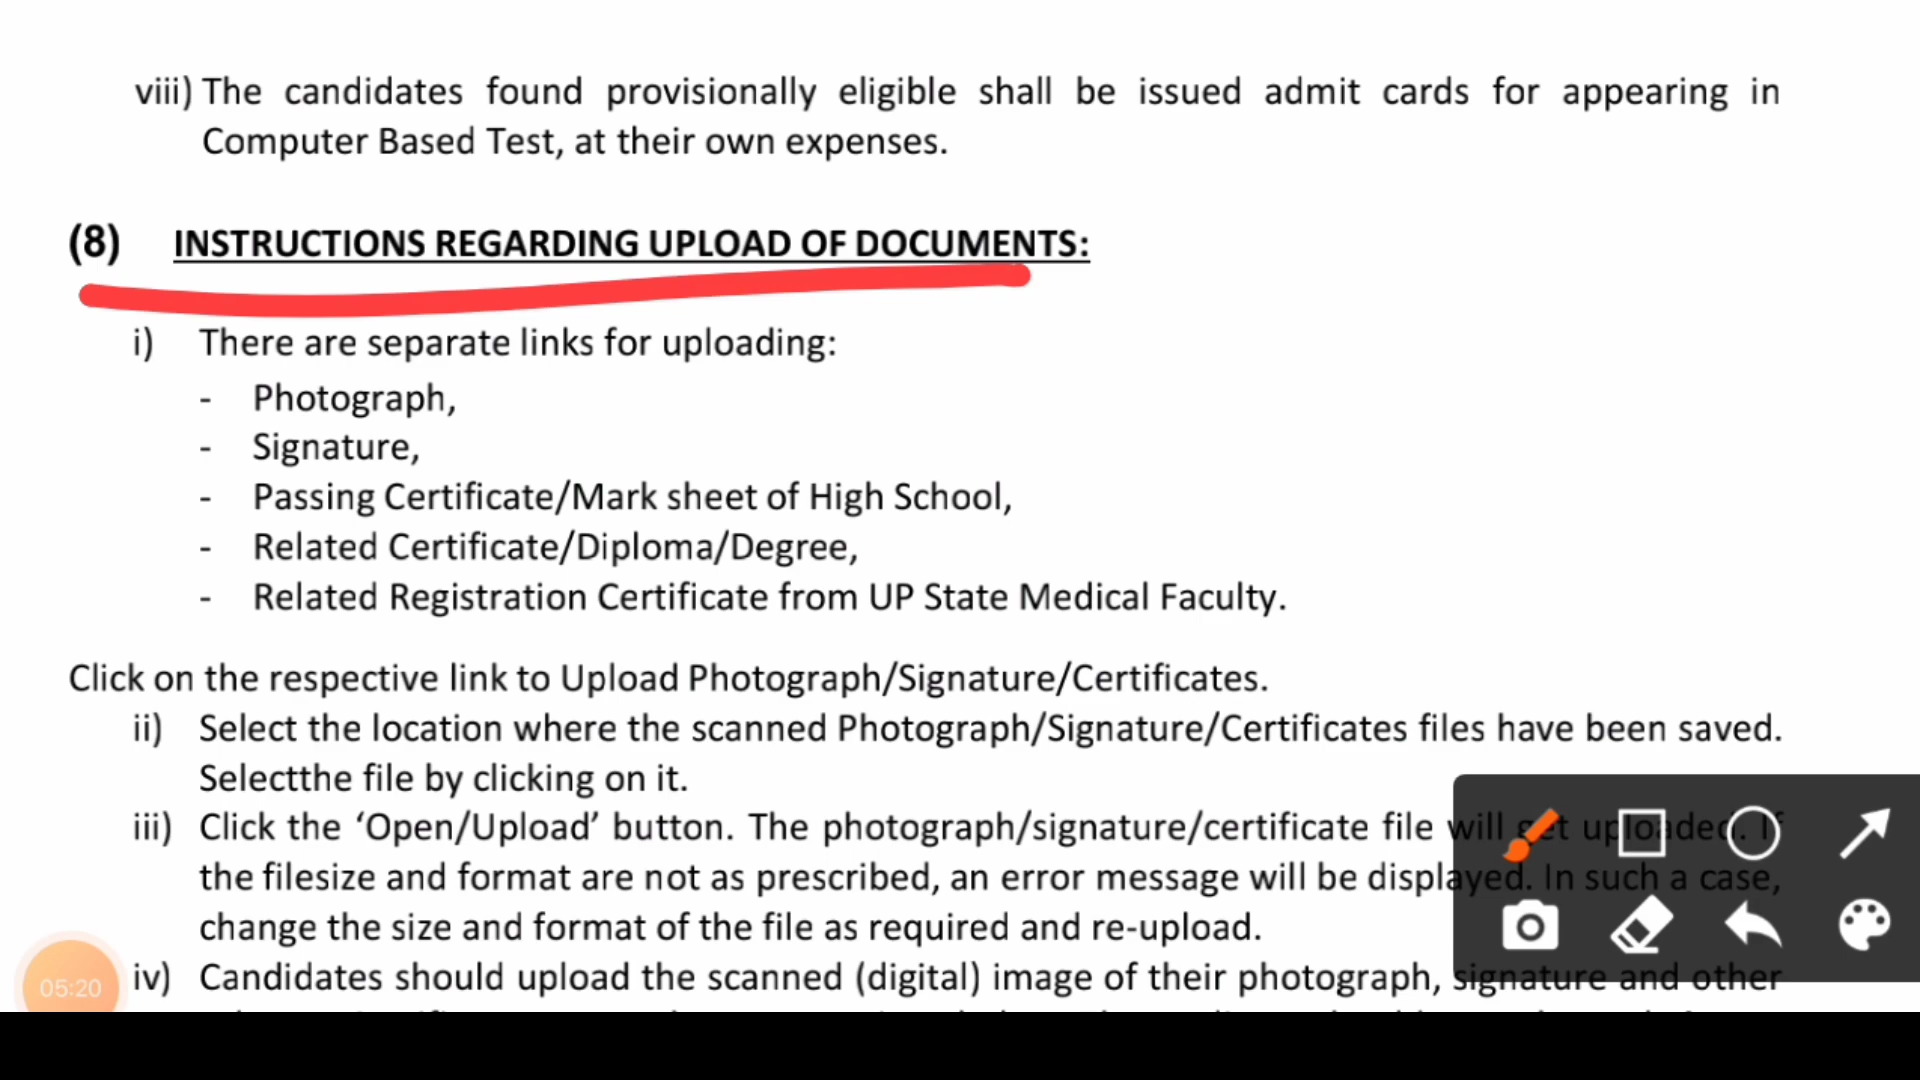 viii) The candidates found provisionally eligible shall be issued admit cards for appearing in
Computer Based Test, at their own expenses.
(8) INSTRUCTIONS REGARDING UPLOAD OF DOCUMENTS:
i) There are separate links for uploading:
- Photograph,
- Signature,
- Passing Certificate/Mark sheet of High School,
- Related Certificate/Diploma/Degree,
- Related Registration Certificate from UP State Medical Faculty.
Click on the respective link to Upload Photograph/Signature/Certificates.
ii) Select the location where the scanned Photograph/Signature/Certificates files have been saved.
Selectthe file by clicking on it.
iii) Click the ‘Open/Upload’ button. The photograph/signature/certificate file will get uploaded. If
the filesize and format are not as prescribed, an error message will be displayed. In such a case,
change the size and format of the file as required and re-upload.
iv) Candidates should upload the scanned (digital) image of their photograph, signature and other
05:20